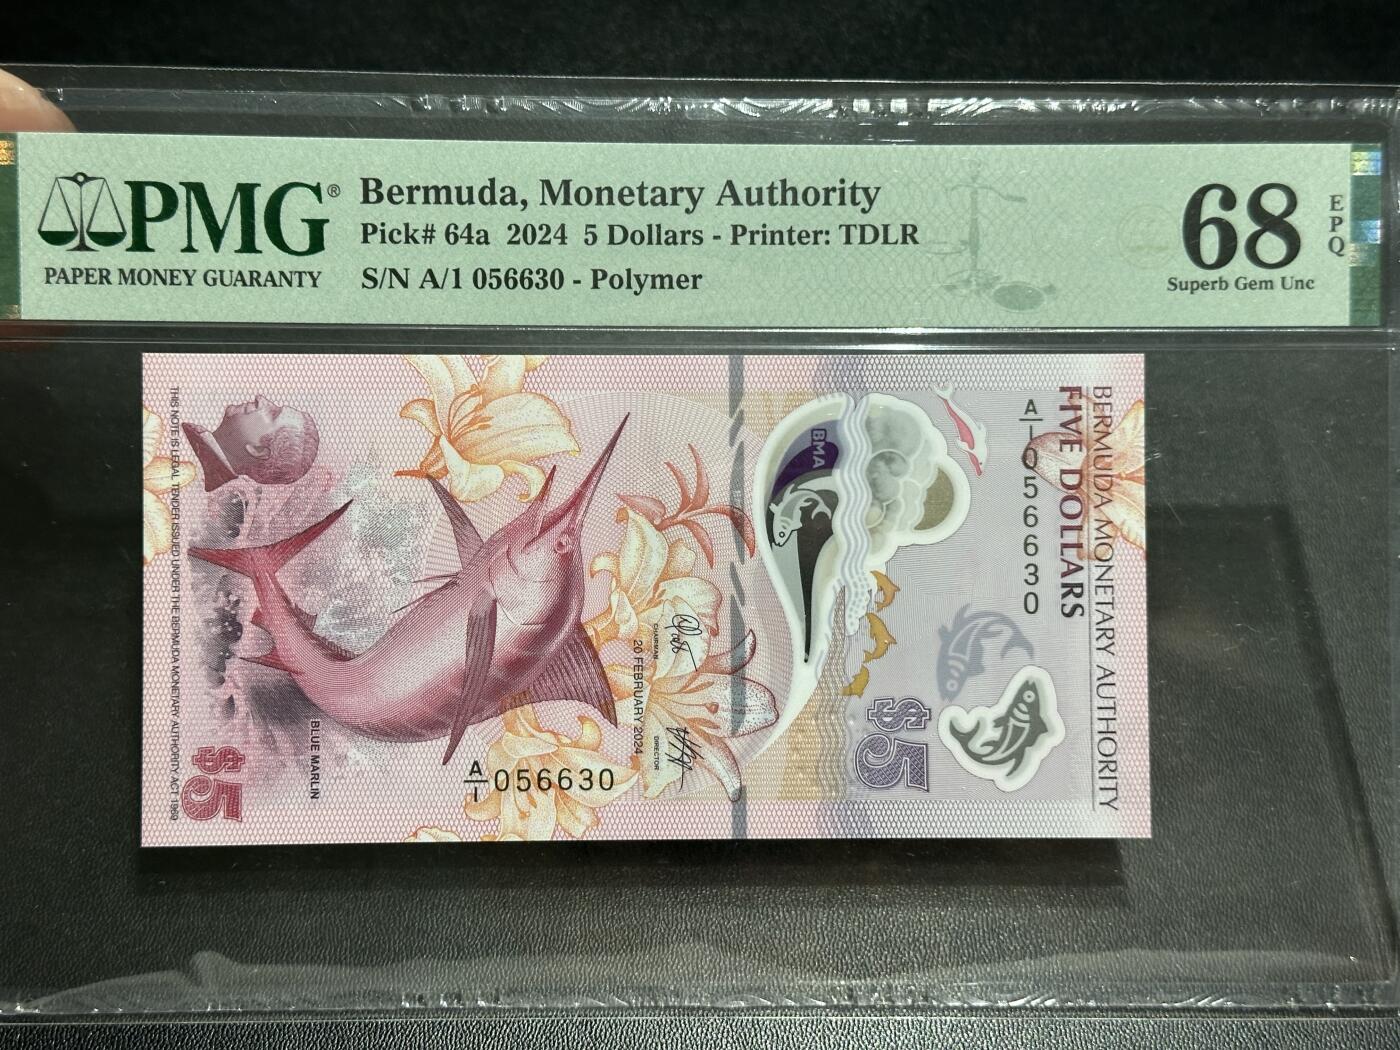 PMG®
PAPER MONEY GUARANTY
Bermuda, Monetary Authority
Pick# 64a 2024 5 Dollars - Printer: TDLR
S/N A/1 056630 - Polymer
68
EPQ
Superb Gem Unc
BERMUDA MONETARY AUTHORITY
FIVE DOLLARS
A/1 056630
BMA
$5
CHAIRMAN
DIRECTOR
20 FEBRUARY 2024
A/1 056630
BLUE MARLIN
$5
THIS NOTE IS LEGAL TENDER ISSUED UNDER THE BERMUDA MONETARY AUTHORITY ACT 1969